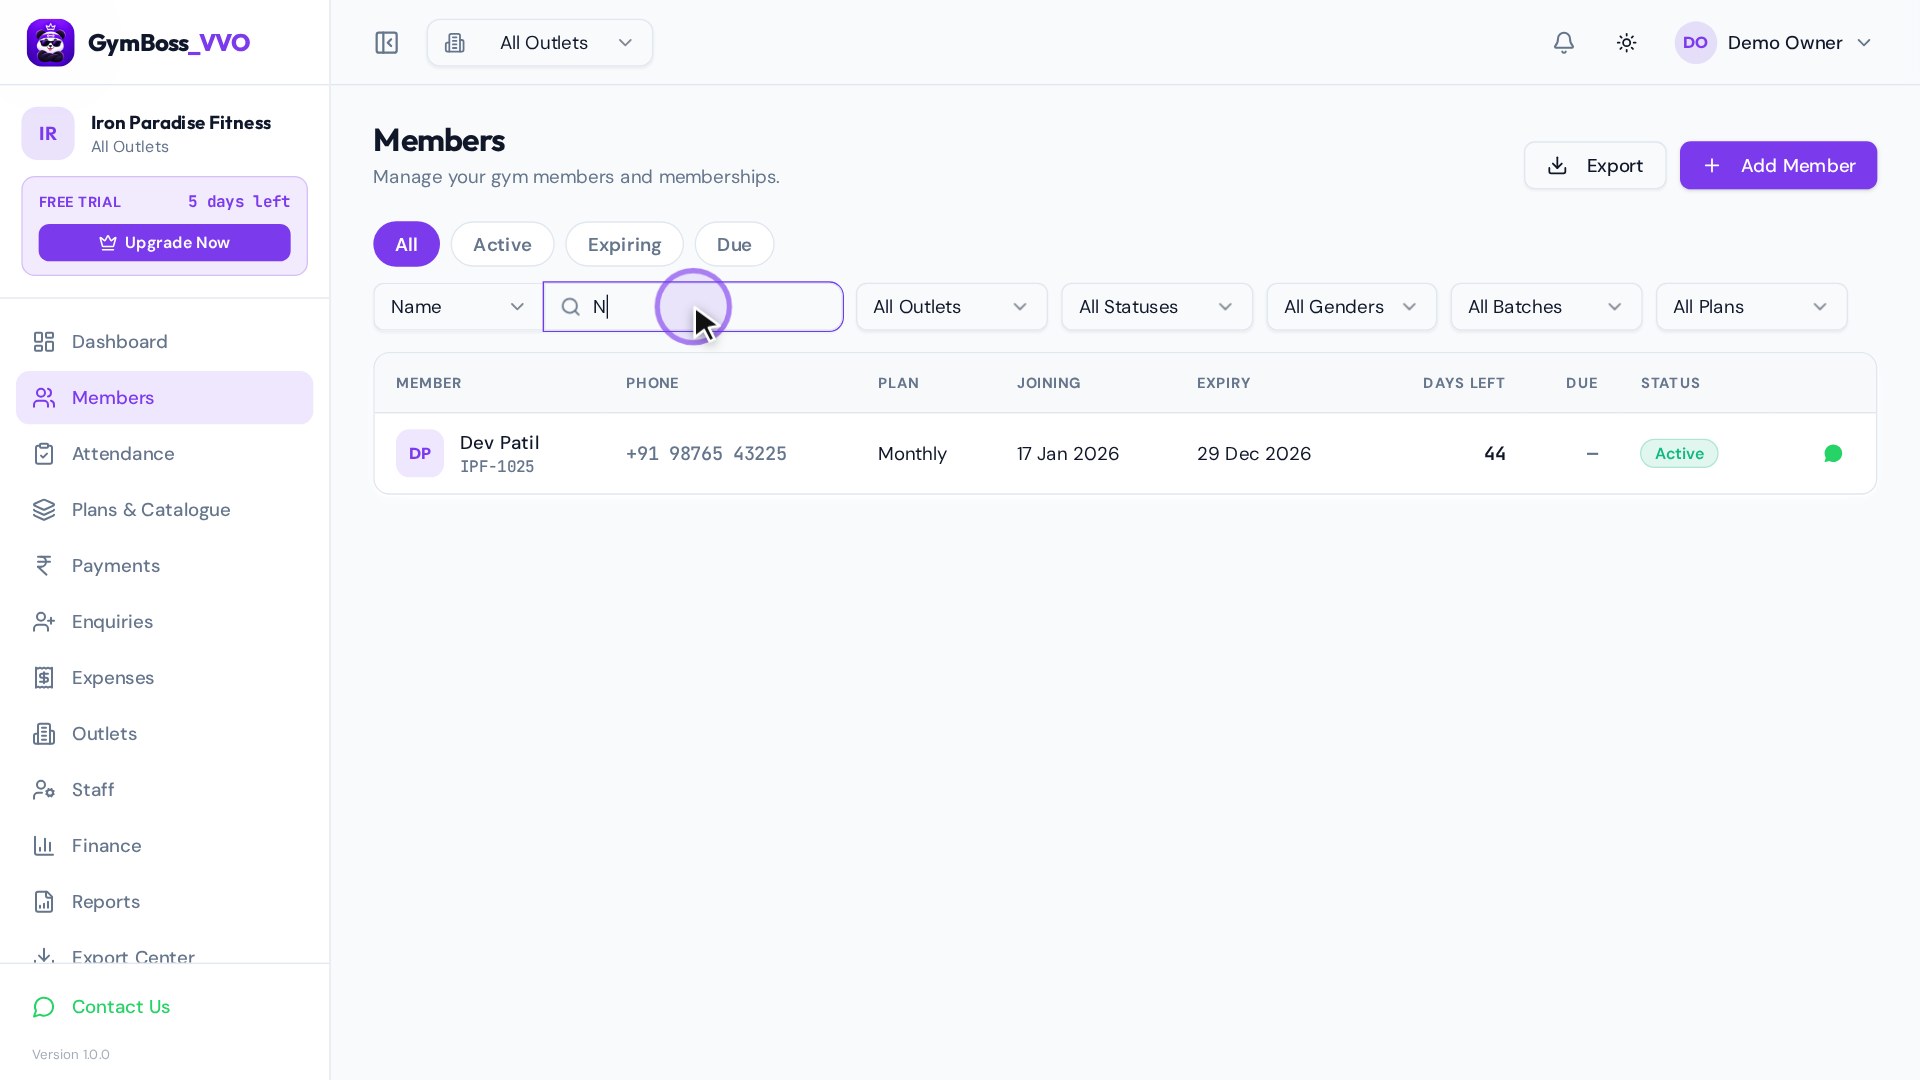 GymBoss_VVO
All Outlets
DO Demo Owner
IR Iron Paradise Fitness
All Outlets
FREE TRIAL 5 days left
Upgrade Now
Dashboard
Members
Attendance
Plans & Catalogue
Payments
Enquiries
Expenses
Outlets
Staff
Finance
Reports
Export Center
Contact Us
Version 1.0.0
Members
Manage your gym members and memberships.
Export
Add Member
All Active Expiring Due
Name N All Outlets All Statuses All Genders All Batches All Plans
MEMBER PHONE PLAN JOINING EXPIRY DAYS LEFT DUE STATUS
DP Dev Patil +91 98765 43225 Monthly 17 Jan 2026 29 Dec 2026 44 – Active
IPF-1025